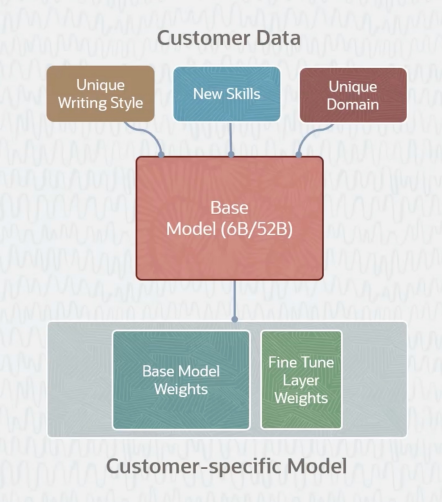 Customer Data
Unique
Writing Style
New Skills
Unique
Domain
Base
Model (6B/52B)
Base Model
Weights
Fine Tune
Layer
Weights
Customer-specific Model